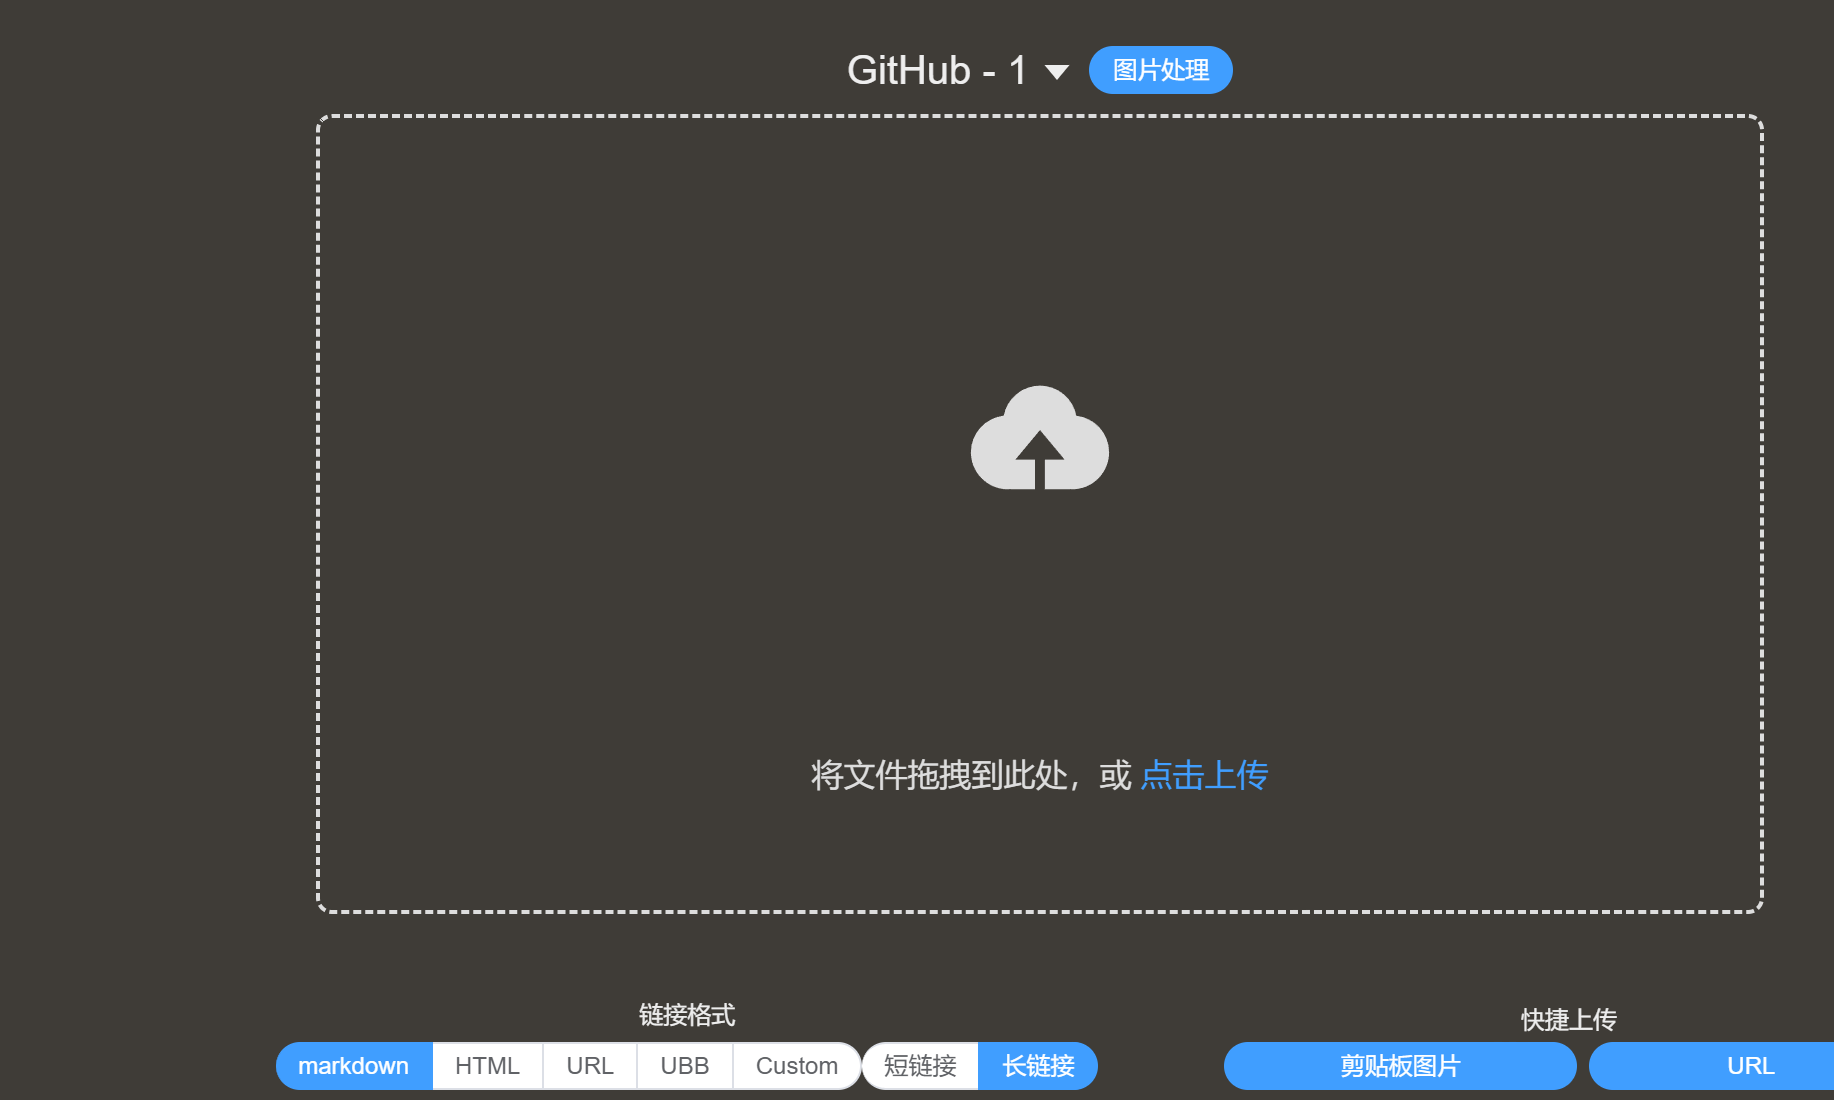 GitHub - 1
图片处理
将文件拖拽到此处，或 点击上传
链接格式
快捷上传
markdown
HTML
URL
UBB
Custom
短链接
长链接
剪贴板图片
URL